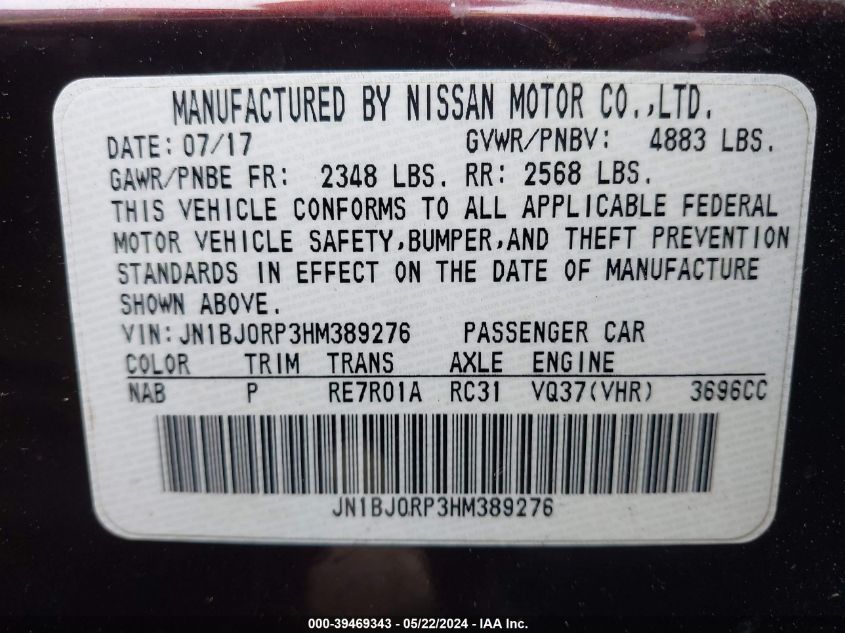 MANUFACTURED BY NISSAN MOTOR CO.,LTD.
DATE: 07/17 GVWR/PNBV: 4883 LBS.
GAWR/PNBE FR: 2348 LBS. RR: 2568 LBS.
THIS VEHICLE CONFORMS TO ALL APPLICABLE FEDERAL
MOTOR VEHICLE SAFETY,BUMPER,AND THEFT PREVENTION
STANDARDS IN EFFECT ON THE DATE OF MANUFACTURE
SHOWN ABOVE.
VIN:JN1BJ0RP3HM389276 PASSENGER CAR
COLOR TRIM TRANS AXLE ENGINE
NAB P RE7R01A RC31 VQ37(VHR) 3696CC
JN1BJ0RP3HM389276
000-39469343 - 05/22/2024 - IAA Inc.